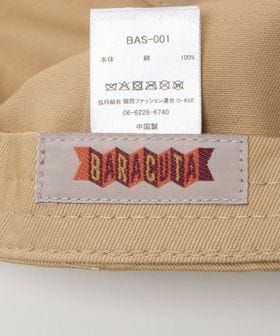 BAS-001
本体 綿 100%
協同組合 関西ファッション連合 O-656
06-6228-6740
中国製
BARACUTA